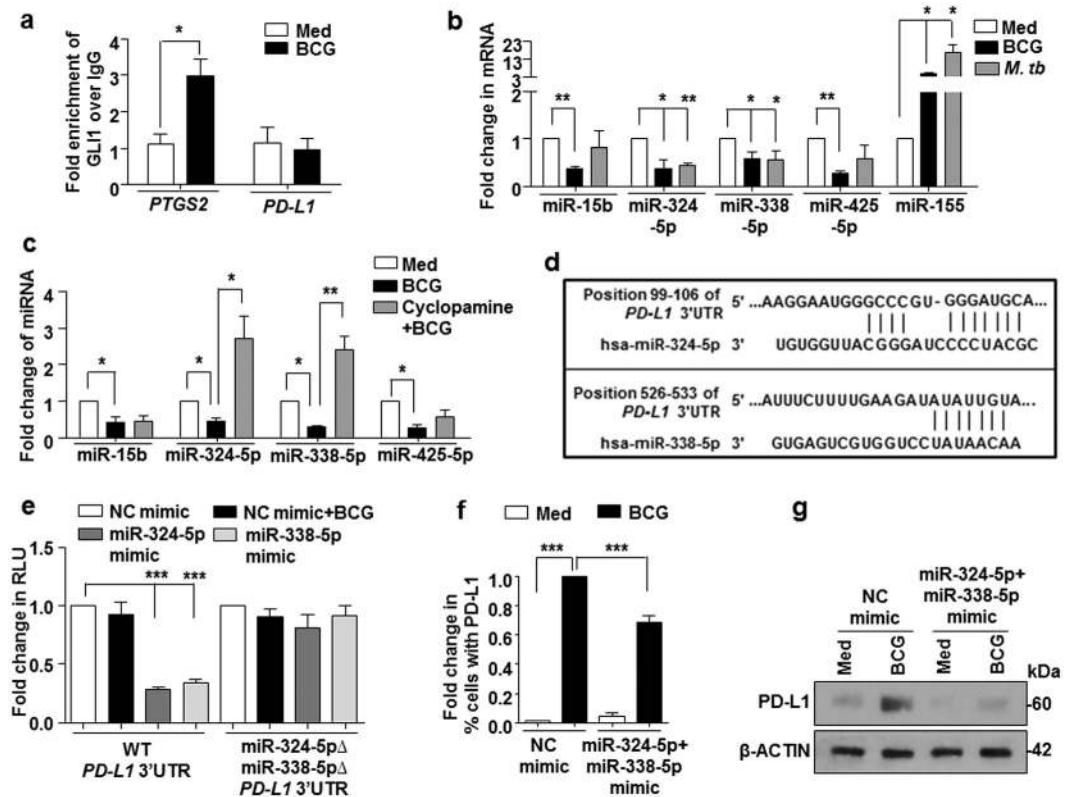 a
Med
BCG
*
Fold enrichment of
GLI1 over IgG
4
3
2
1
0
PTGS2
PD-L1
b
Med
BCG
M. tb
Fold change in mRNA
23
13
3
2
1
0
**
* **
* *
**
* *
miR-15b
miR-324
-5p
miR-338
-5p
miR-425
-5p
miR-155
c
Med
BCG
Cyclopamine
+BCG
Fold change of miRNA
4
3
2
1
0
*
* *
* **
*
miR-15b
miR-324-5p
miR-338-5p
miR-425-5p
d
Position 99-106 of
PD-L1 3'UTR
5' ...AAGGAAUGGGCCCGU - GGGAUGCA...
hsa-miR-324-5p 3' UGUGGUUACGGGAUCCCCUACGC
Position 526-533 of
PD-L1 3'UTR
5' ...AUUUCUUUUGAAGAUAUAUUGUA...
hsa-miR-338-5p 3' GUGAGUCGUGGUCCUAUAACAA
e
NC mimic
NC mimic+BCG
miR-324-5p
mimic
miR-338-5p
mimic
Fold change in RLU
1.5
1.0
0.5
0.0
*** ***
WT
PD-L1 3'UTR
miR-324-5pΔ
miR-338-5pΔ
PD-L1 3'UTR
f
Med
BCG
Fold change in
% cells with PD-L1
1.0
0.8
0.6
0.4
0.2
0.0
*** ***
NC
mimic
miR-324-5p+
miR-338-5p
mimic
g
NC
mimic
miR-324-5p+
miR-338-5p
mimic
Med
BCG
Med
BCG
kDa
PD-L1
-60
β-ACTIN
-42